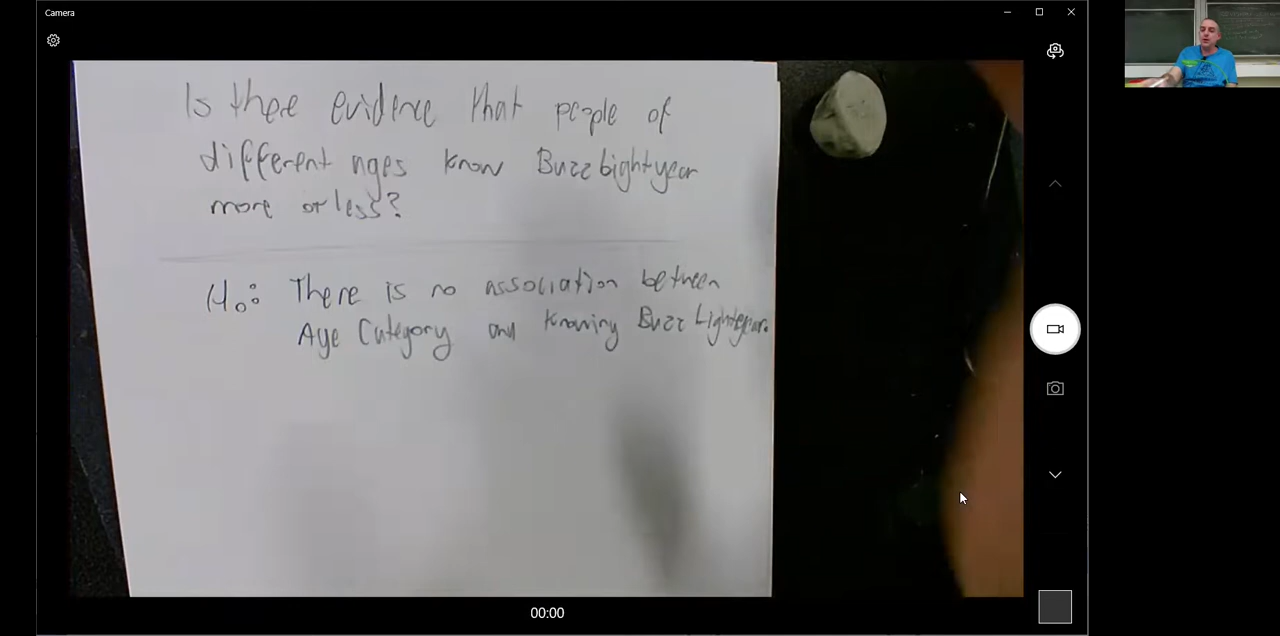 Camera
Is there evidence that people of
different ages know Buzz Lightyear
more or less?
H₀: There is no association between
Age Category and Knowing Buzz Lightyear.
00:00